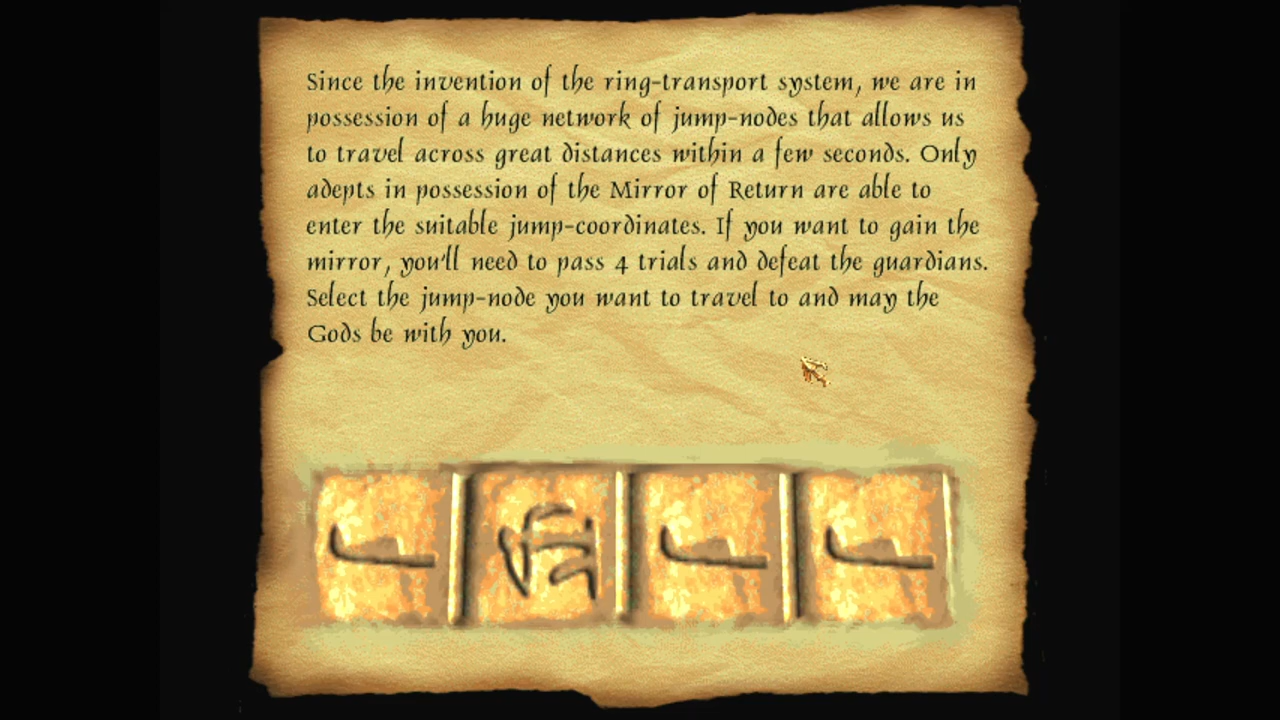 Since the invention of the ring-transport system, we are in
possession of a huge network of jump-nodes that allows us
to travel across great distances within a few seconds. Only
adepts in possession of the Mirror of Return are able to
enter the suitable jump-coordinates. If you want to gain the
mirror, you'll need to pass 4 trials and defeat the guardians.
Select the jump-node you want to travel to and may the
Gods be with you.